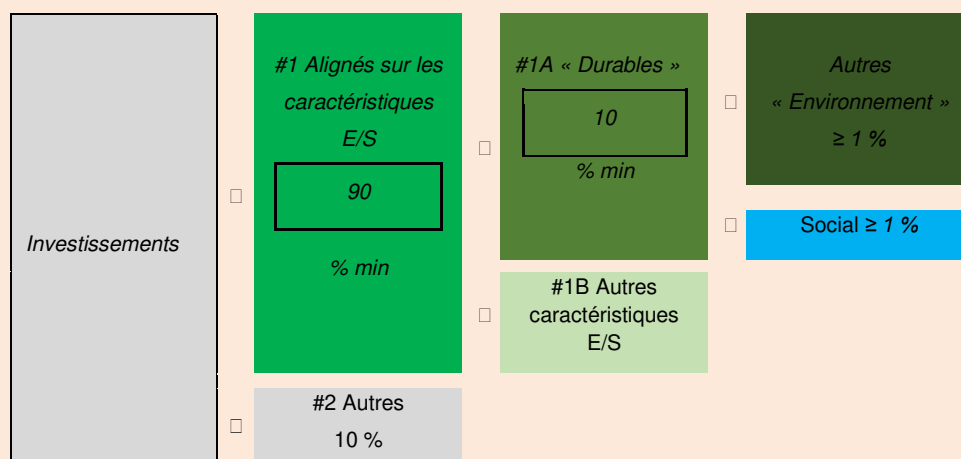 Investissements
#1 Alignés sur les
caractéristiques
E/S
90
% min
#2 Autres
10 %
#1A « Durables »
10
% min
#1B Autres
caractéristiques
E/S
Autres
« Environnement »
≥ 1 %
Social ≥ 1 %